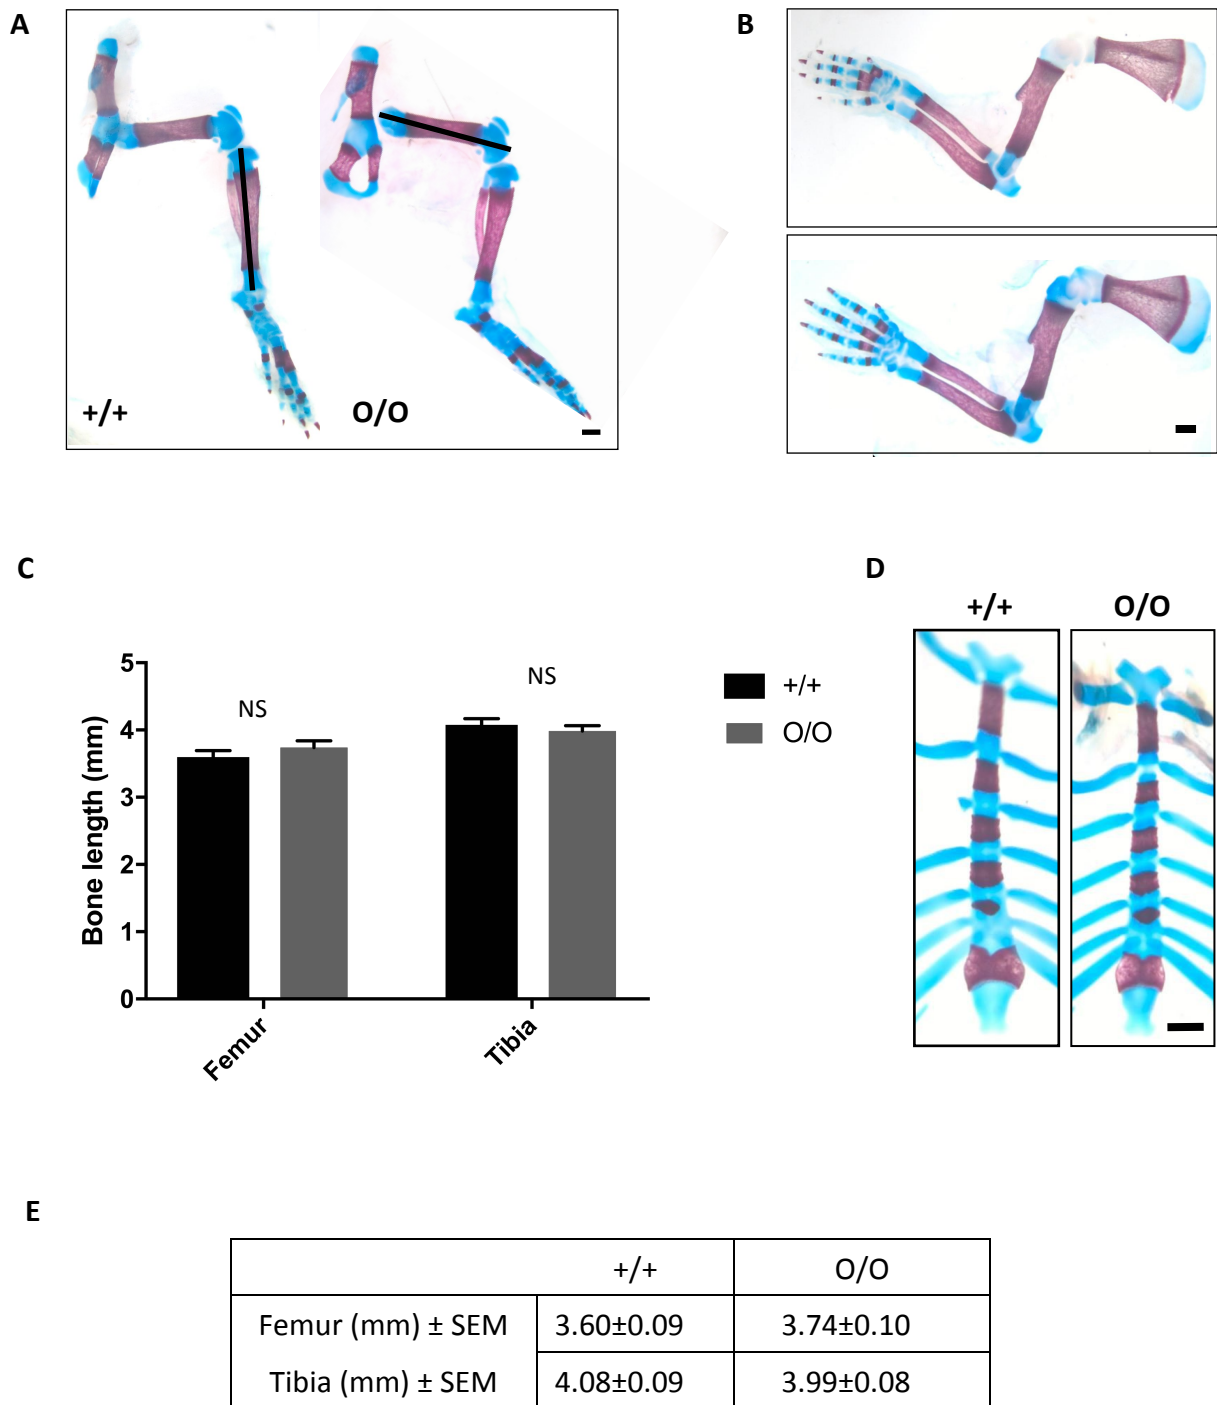 A
B
+/+
O/O
C
D
+/+
O/O
5
4
3
2
1
0
Bone length (mm)
NS
NS
+/+
O/O
Femur
Tibia
E
+/+
O/O
Femur (mm) ± SEM
3.60±0.09
3.74±0.10
Tibia (mm) ± SEM
4.08±0.09
3.99±0.08